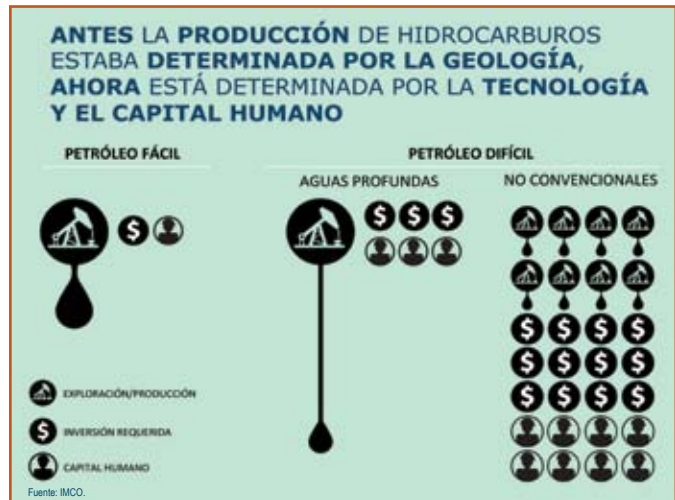 ANTES LA PRODUCCIÓN DE HIDROCARBUROS
ESTABA DETERMINADA POR LA GEOLOGÍA,
AHORA ESTÁ DETERMINADA POR LA TECNOLOGÍA
Y EL CAPITAL HUMANO
PETRÓLEO FÁCIL
PETRÓLEO DIFÍCIL
AGUAS PROFUNDAS
NO CONVENCIONALES
$
$ $ $
$ $ $ $
$ $ $ $
$ $ $ $
EXPLORACIÓN/PRODUCCIÓN
$ INVERSIÓN REQUERIDA
CAPITAL HUMANO
Fuente: IMCO.